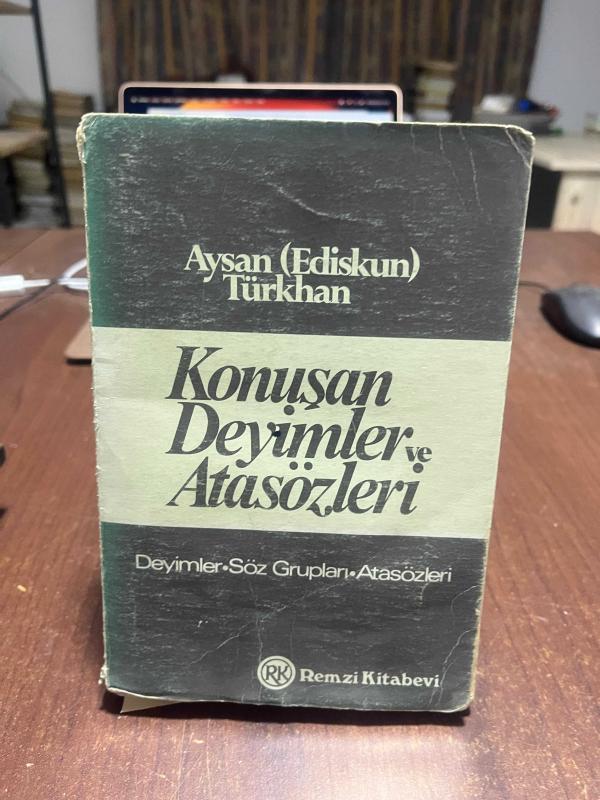 Aysan (Ediskun)
Türkhan
Konuşan
Deyimler ve
Atasözleri
Deyimler•Söz Grupları•Atasözleri
RK Remzi Kitabevi